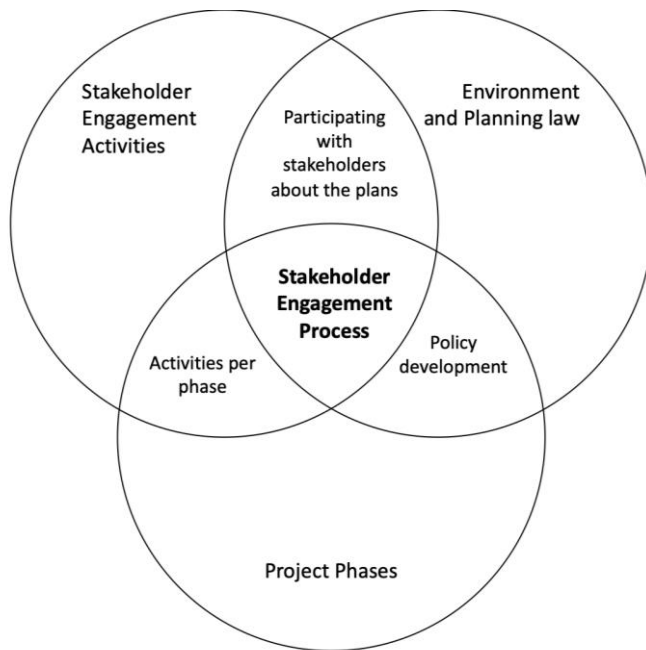 Stakeholder
Engagement
Activities
Environment
and Planning law
Participating
with
stakeholders
about the plans
Stakeholder
Engagement
Process
Activities per
phase
Policy
development
Project Phases